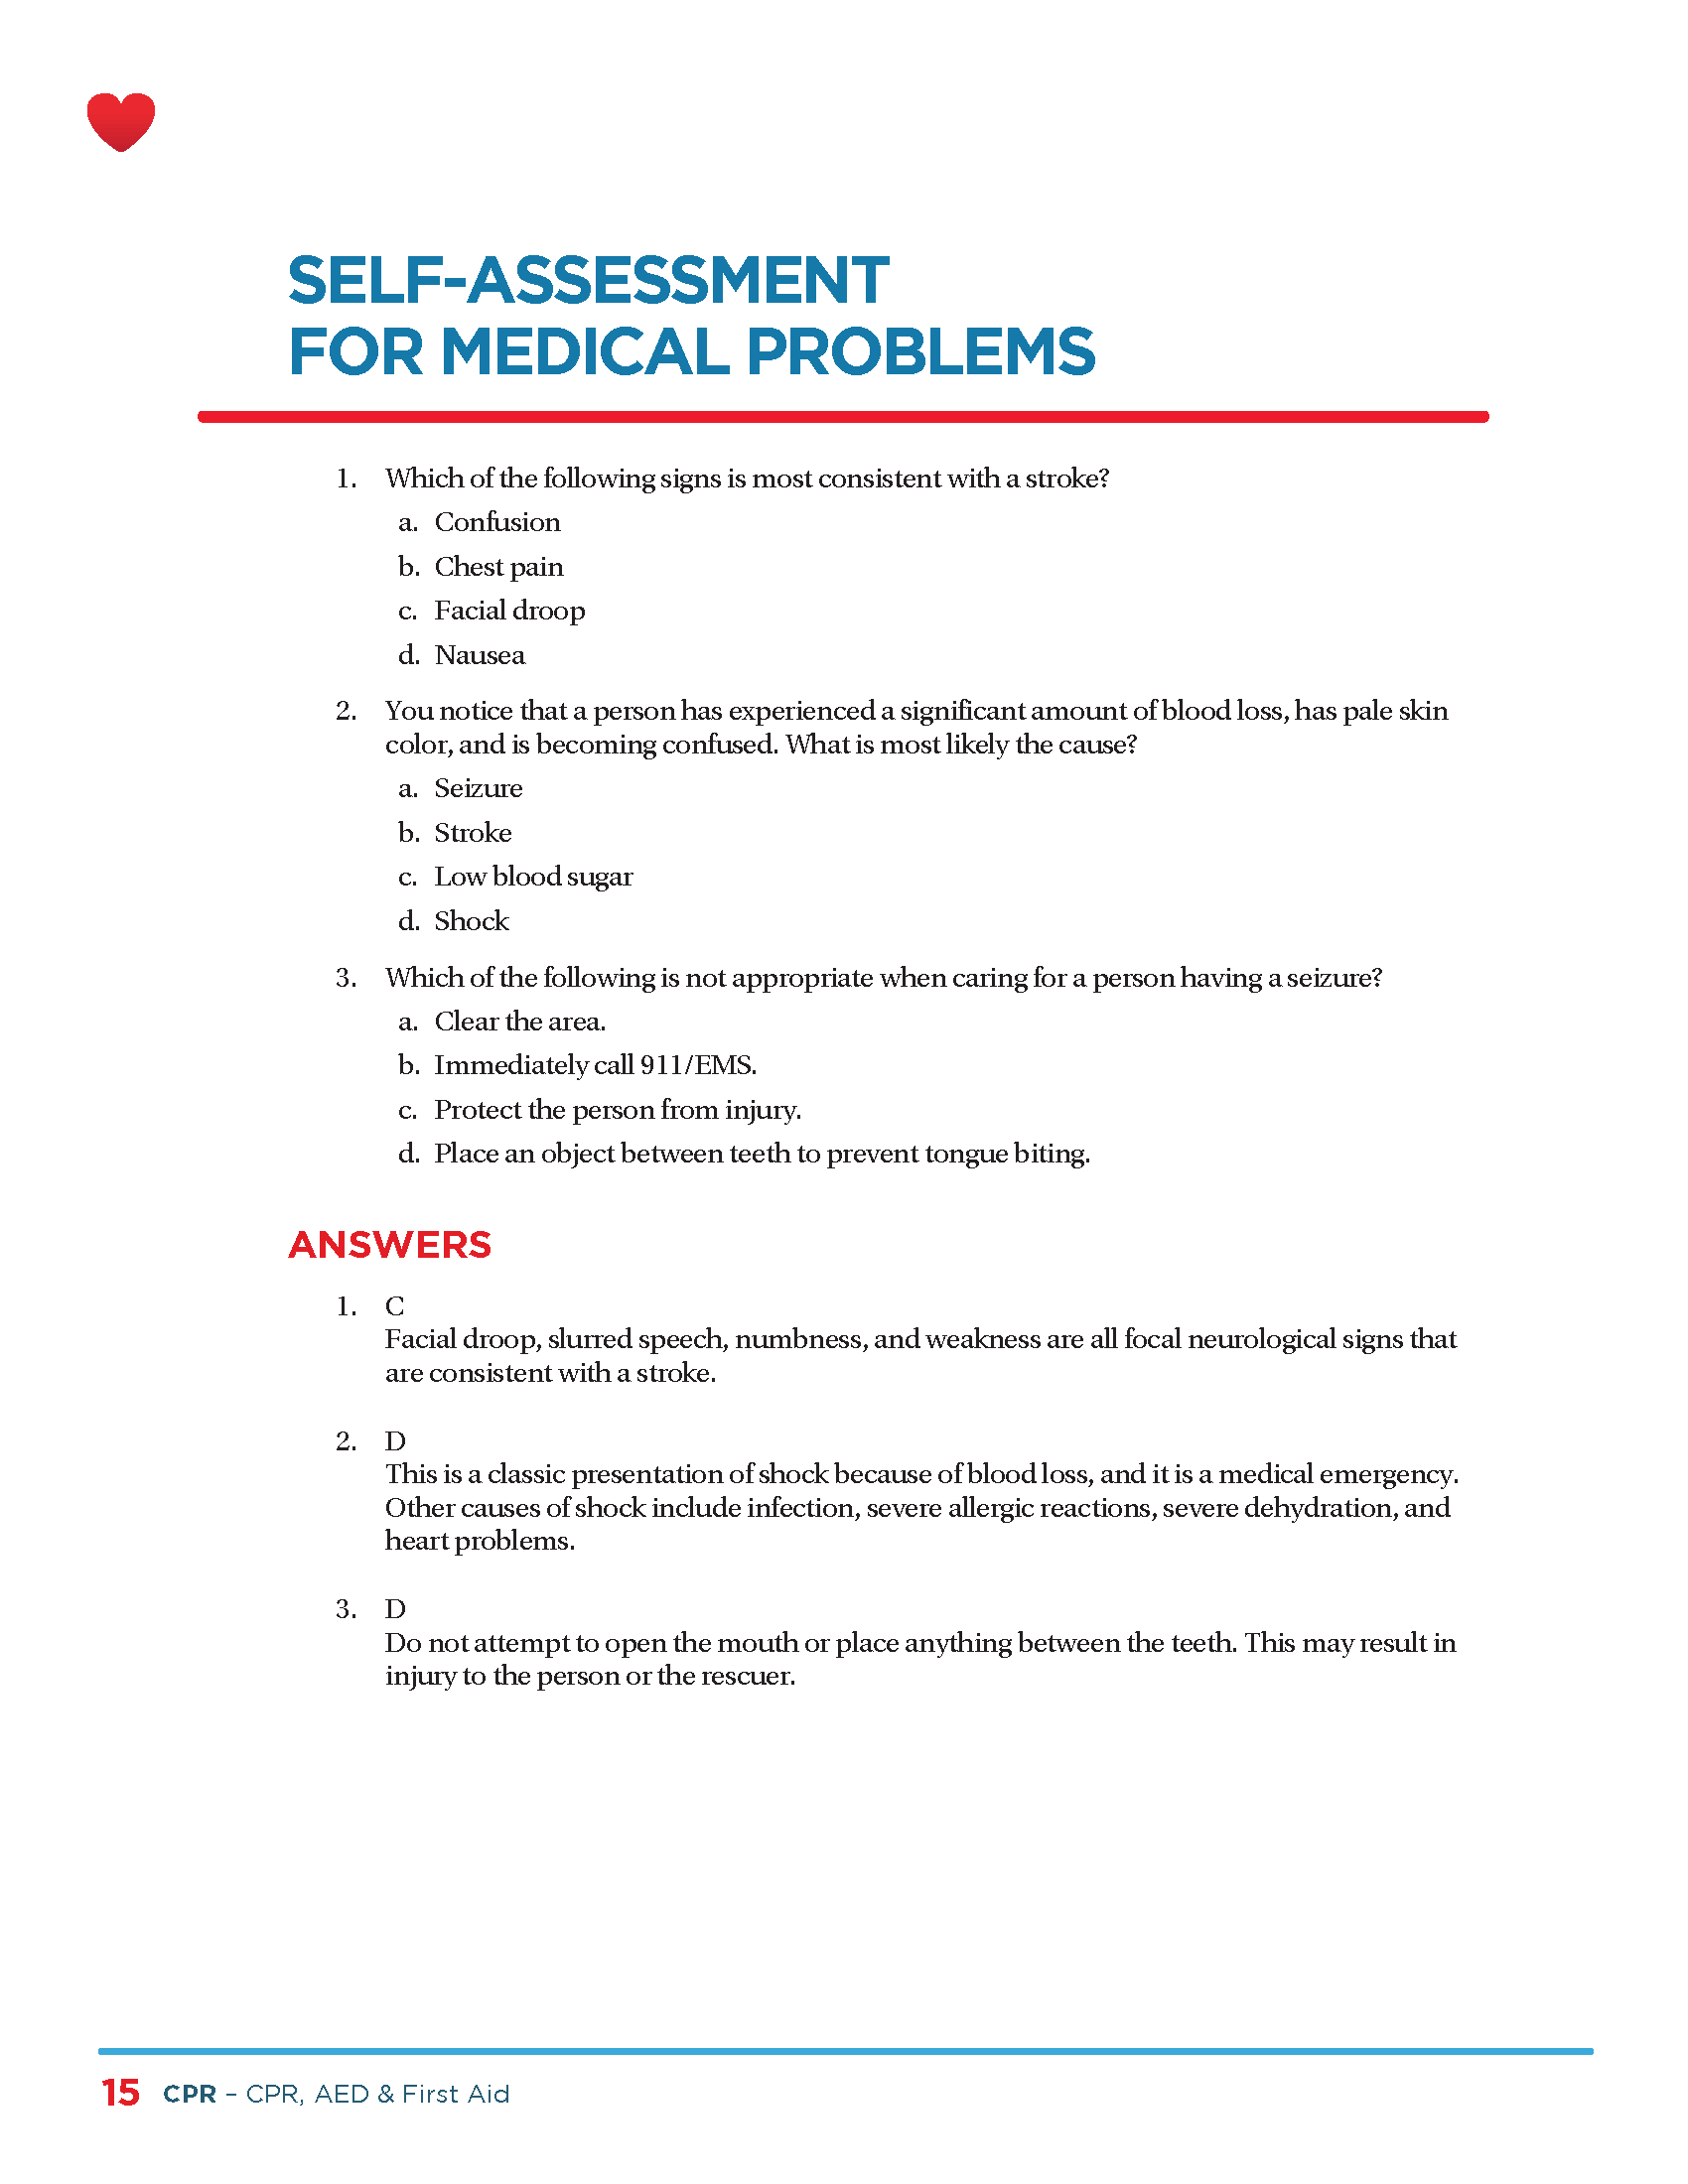 SELF-ASSESSMENT
FOR MEDICAL PROBLEMS
1. Which of the following signs is most consistent with a stroke?
a. Confusion
b. Chest pain
c. Facial droop
d. Nausea
2. You notice that a person has experienced a significant amount of blood loss, has pale skin
color, and is becoming confused. What is most likely the cause?
a. Seizure
b. Stroke
c. Low blood sugar
d. Shock
3. Which of the following is not appropriate when caring for a person having a seizure?
a. Clear the area.
b. Immediately call 911/EMS.
c. Protect the person from injury.
d. Place an object between teeth to prevent tongue biting.
ANSWERS
1. C
Facial droop, slurred speech, numbness, and weakness are all focal neurological signs that
are consistent with a stroke.
2. D
This is a classic presentation of shock because of blood loss, and it is a medical emergency.
Other causes of shock include infection, severe allergic reactions, severe dehydration, and
heart problems.
3. D
Do not attempt to open the mouth or place anything between the teeth. This may result in
injury to the person or the rescuer.
15 CPR – CPR, AED & First Aid